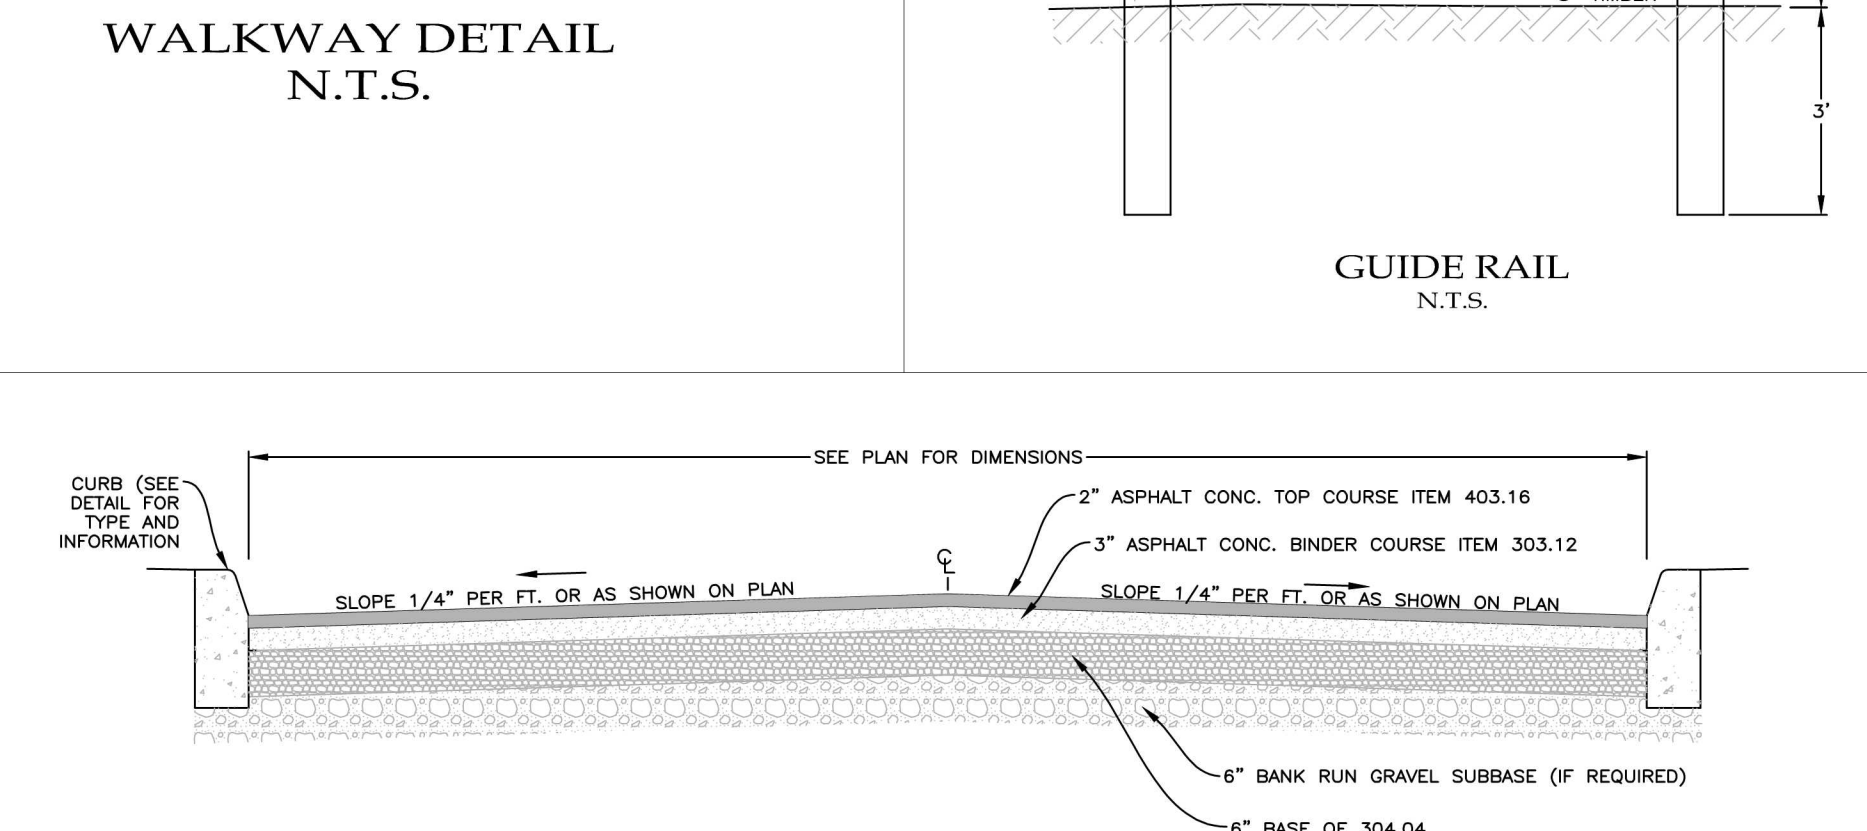 WALKWAY DETAIL
N.T.S.
TIMBER
3'
GUIDE RAIL
N.T.S.
SEE PLAN FOR DIMENSIONS
CURB (SEE
DETAIL FOR
TYPE AND
INFORMATION
2" ASPHALT CONC. TOP COURSE ITEM 403.16
3" ASPHALT CONC. BINDER COURSE ITEM 303.12
℄
SLOPE 1/4" PER FT. OR AS SHOWN ON PLAN
SLOPE 1/4" PER FT. OR AS SHOWN ON PLAN
6" BANK RUN GRAVEL SUBBASE (IF REQUIRED)
6" BASE OF 304.04